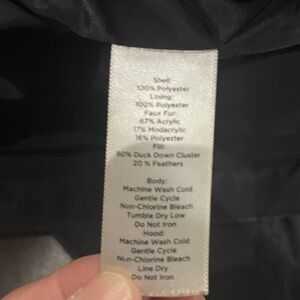 Shell:
100% Polyester
Lining:
100% Polyester
Faux Fur:
67% Acrylic
17% Modacrylic
16% Polyester
Fill:
80% Duck Down Cluster
20 % Feathers
Body:
Machine Wash Cold
Gentle Cycle
Non-Chlorine Bleach
Tumble Dry Low
Do Not Iron
Hood:
Machine Wash Cold
Gentle Cycle
Non-Chlorine Bleach
Line Dry
Do Not Iron